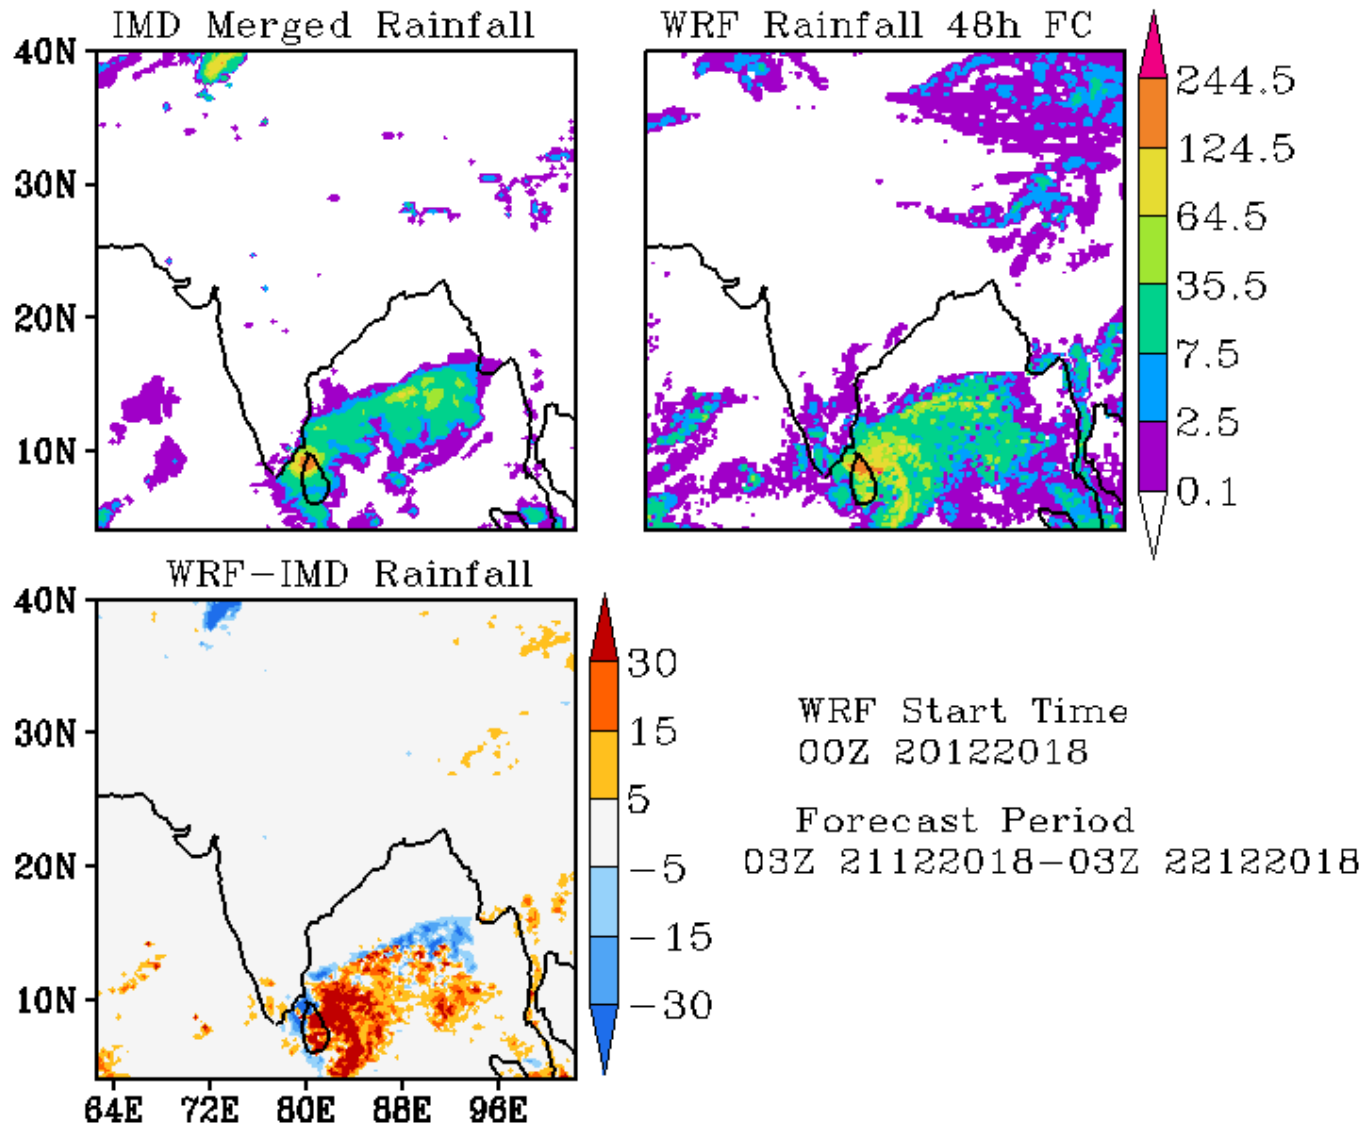 IMD Merged Rainfall
WRF Rainfall 48h FC
40N
30N
20N
10N
244.5
124.5
64.5
35.5
7.5
2.5
0.1
WRF-IMD Rainfall
40N
30N
20N
10N
64E 72E 80E 88E 96E
30
15
5
-5
-15
-30
WRF Start Time
00Z 20122018
Forecast Period
03Z 21122018-03Z 22122018